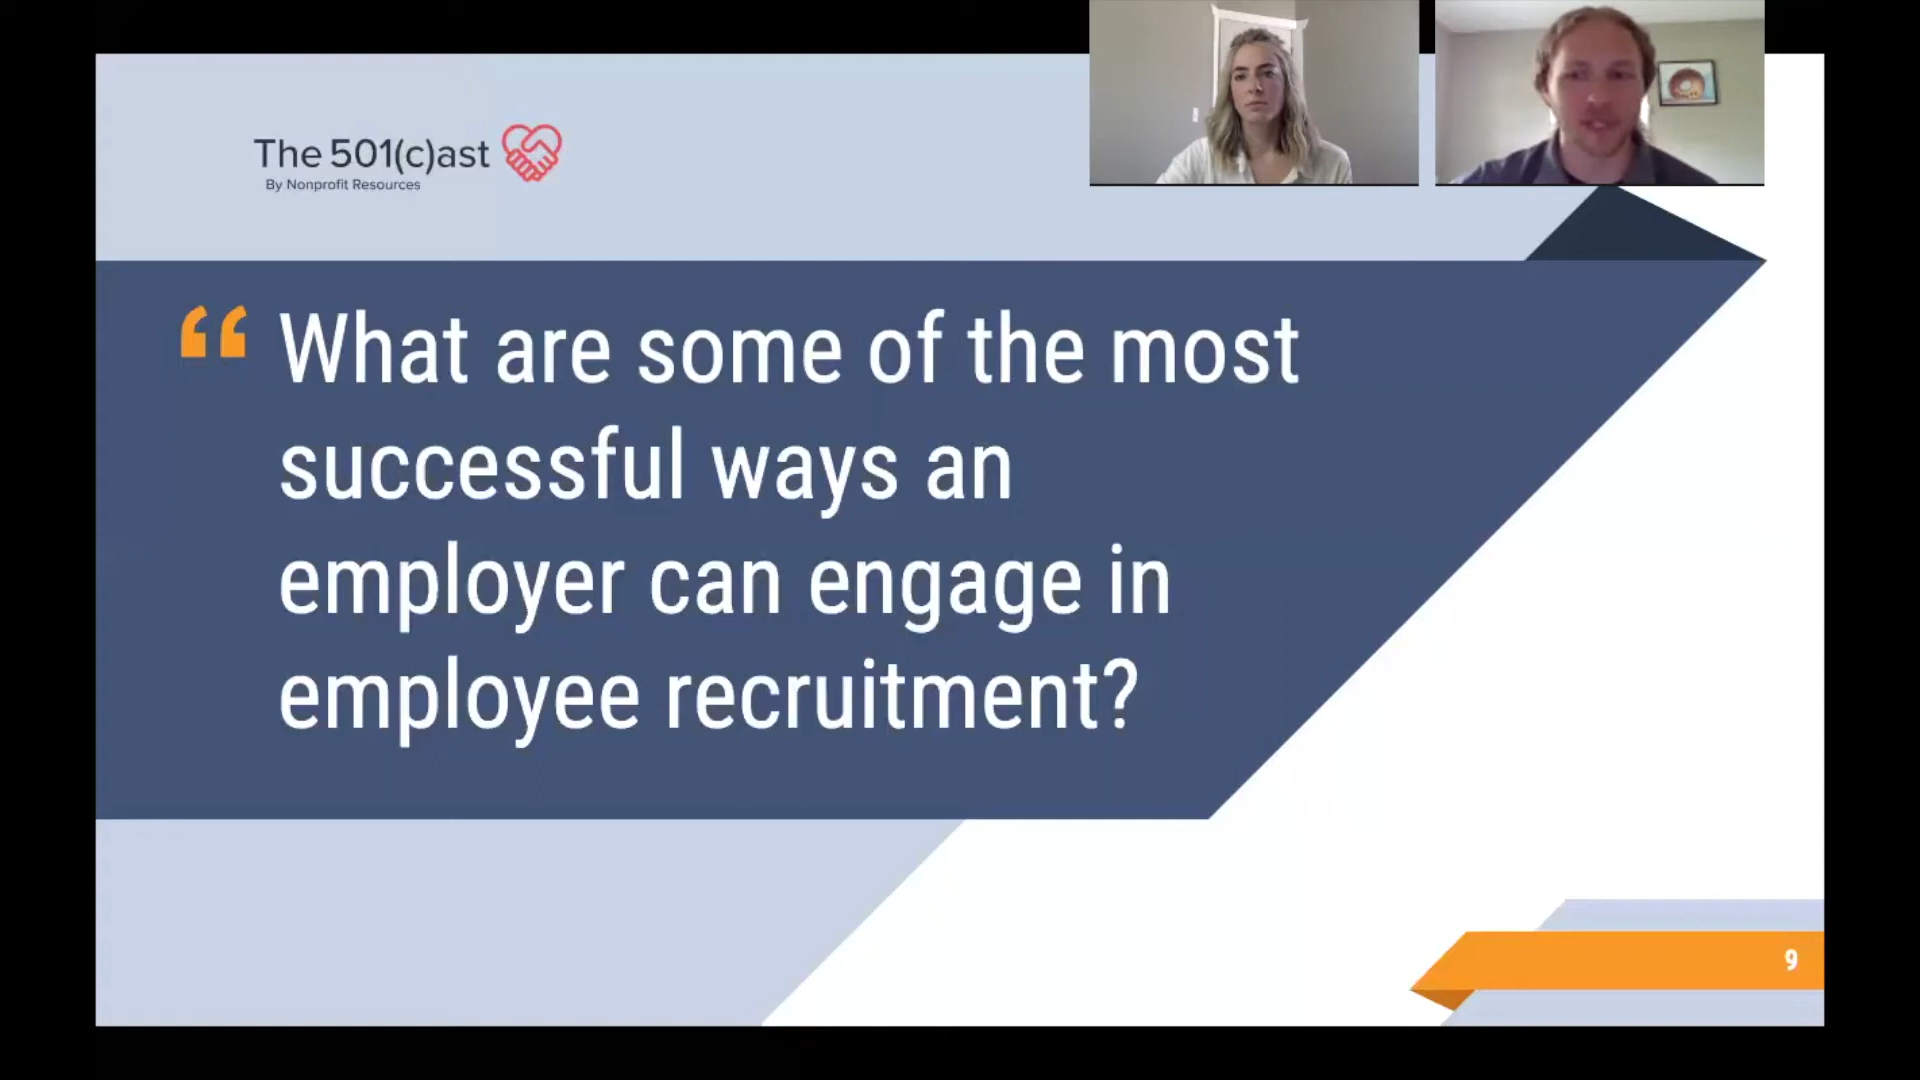 The 501(c)ast
By Nonprofit Resources
“ What are some of the most
successful ways an
employer can engage in
employee recruitment?
9